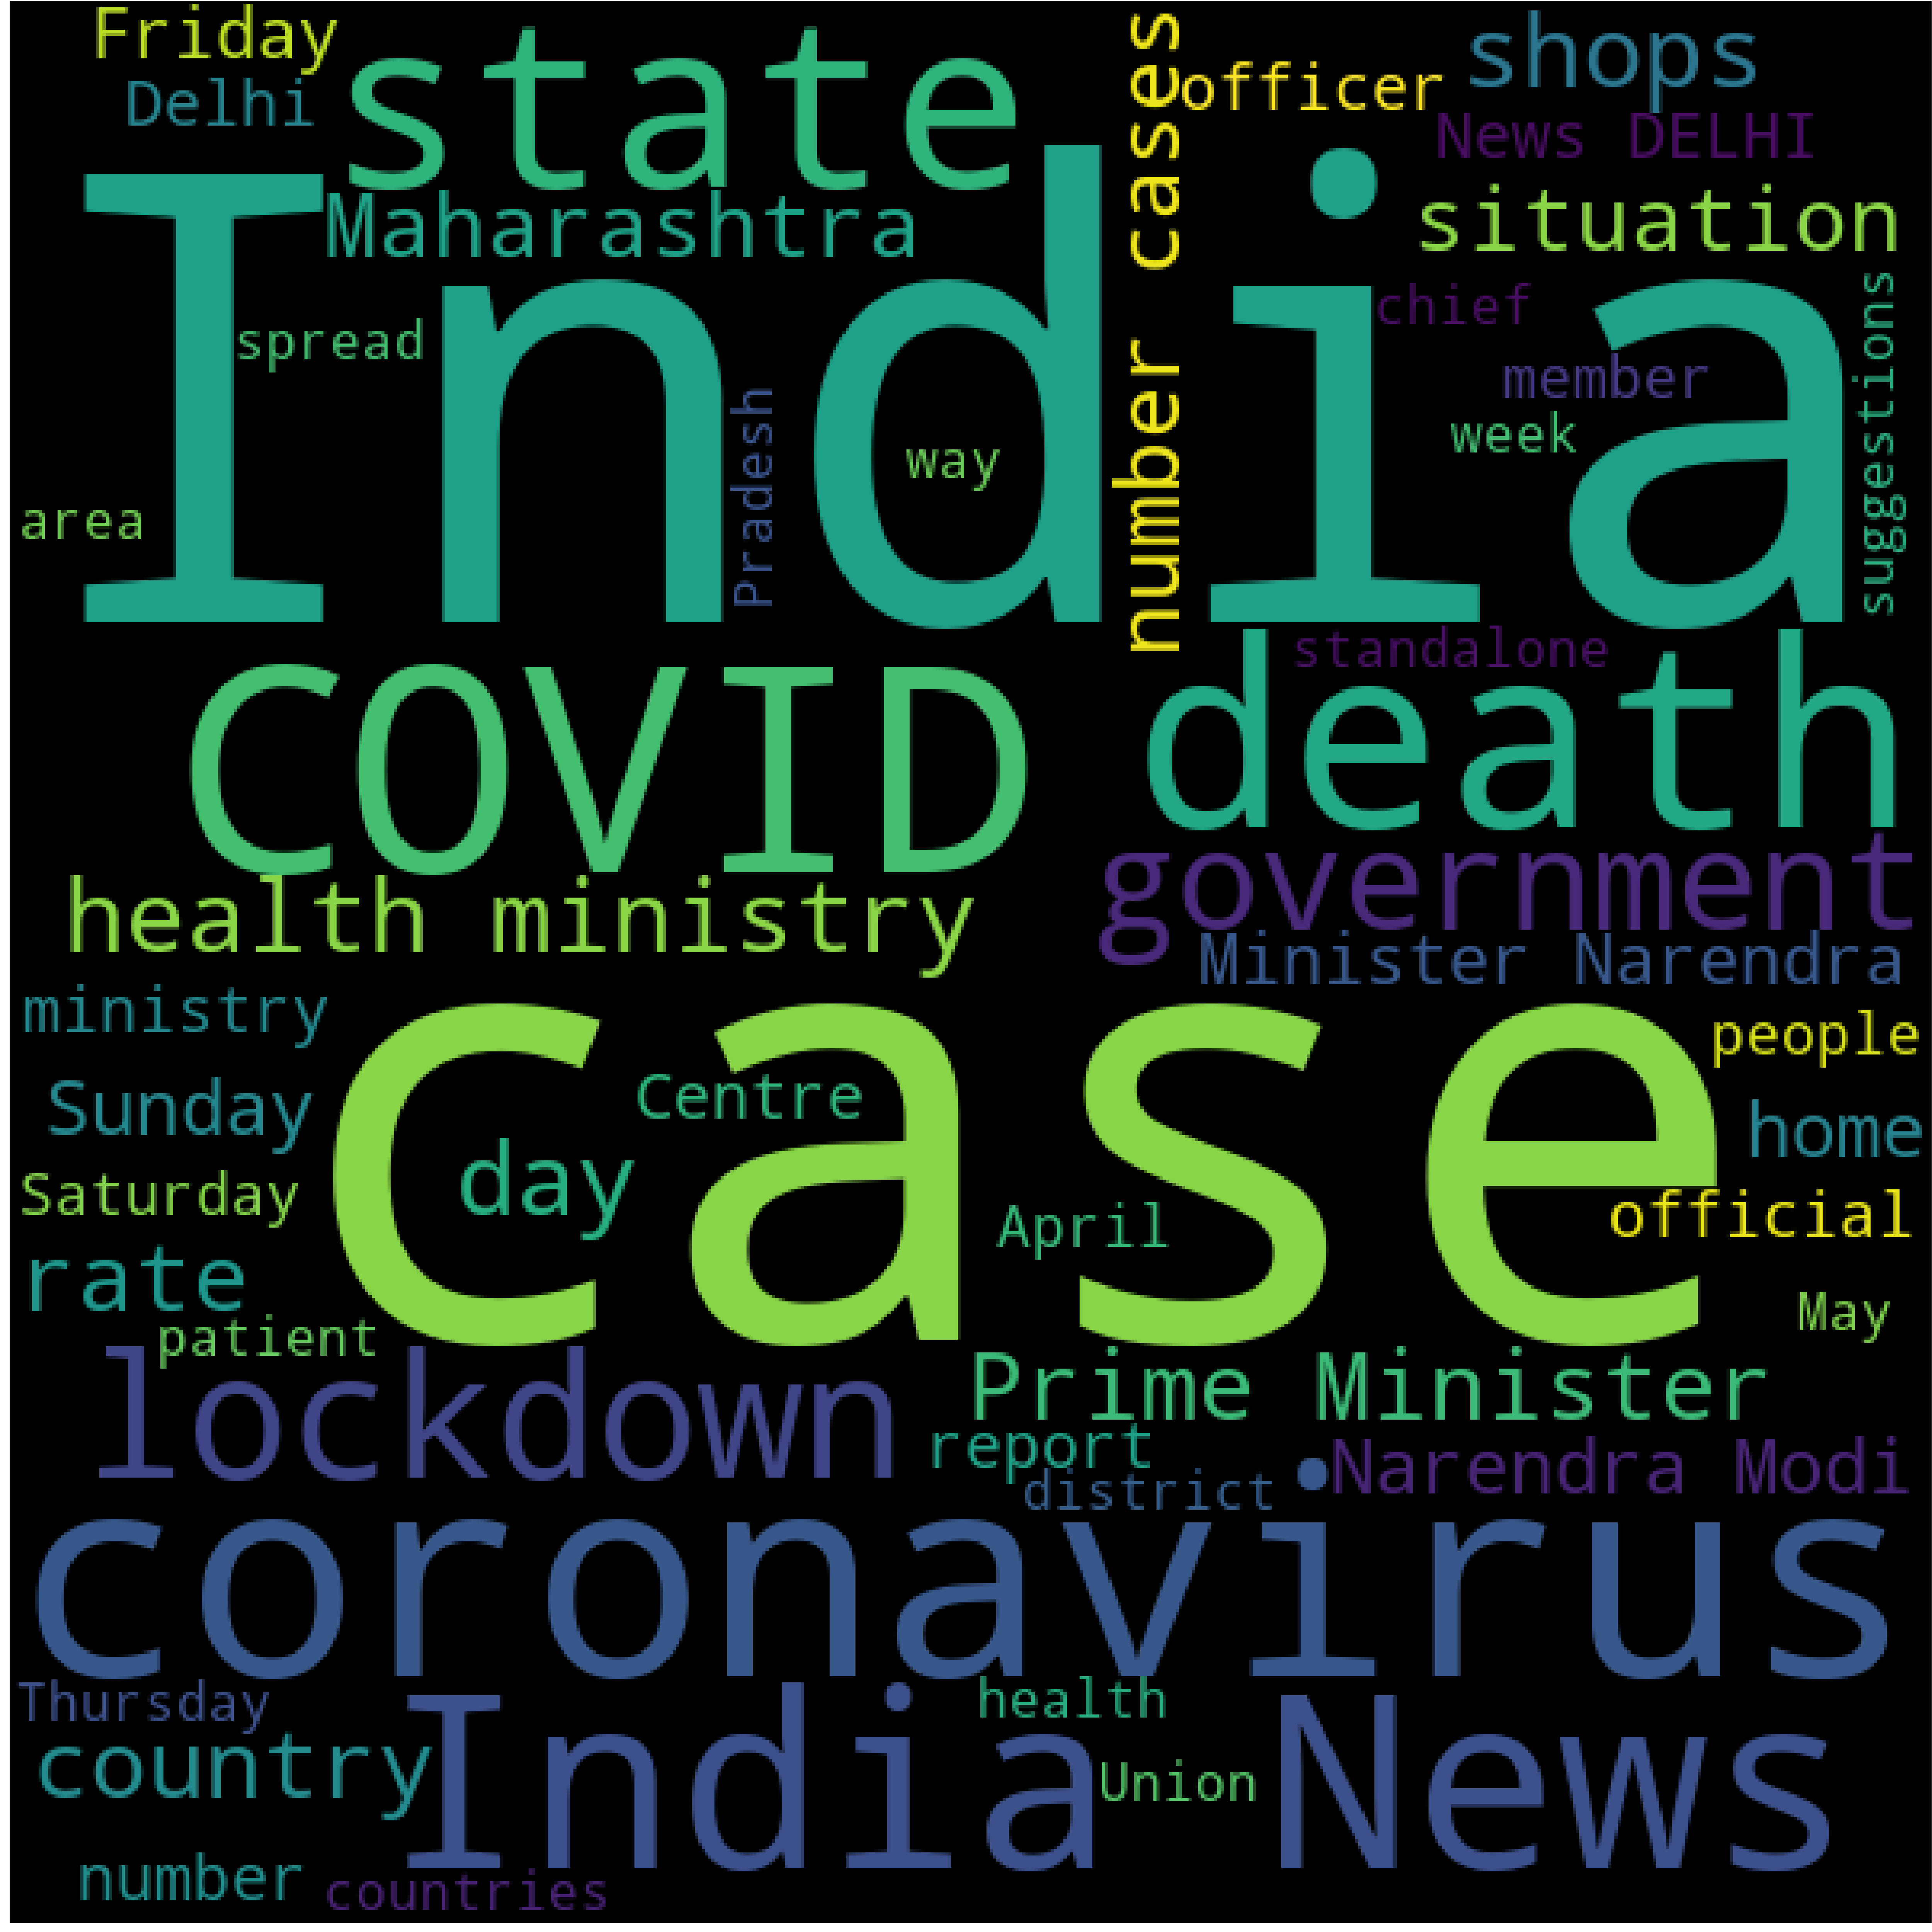 Friday
state
number cases
shops
officer
Delhi
News DELHI
India
Maharashtra
situation
chief
suggestions
spread
member
Pradesh
week
way
area
standalone
COVID
death
government
health ministry
Minister Narendra
ministry
case
people
Centre
Sunday
home
day
Saturday
April
official
rate
May
patient
lockdown
Prime Minister
report
Narendra Modi
district
coronavirus
Thursday
health
India News
country
Union
number
countries